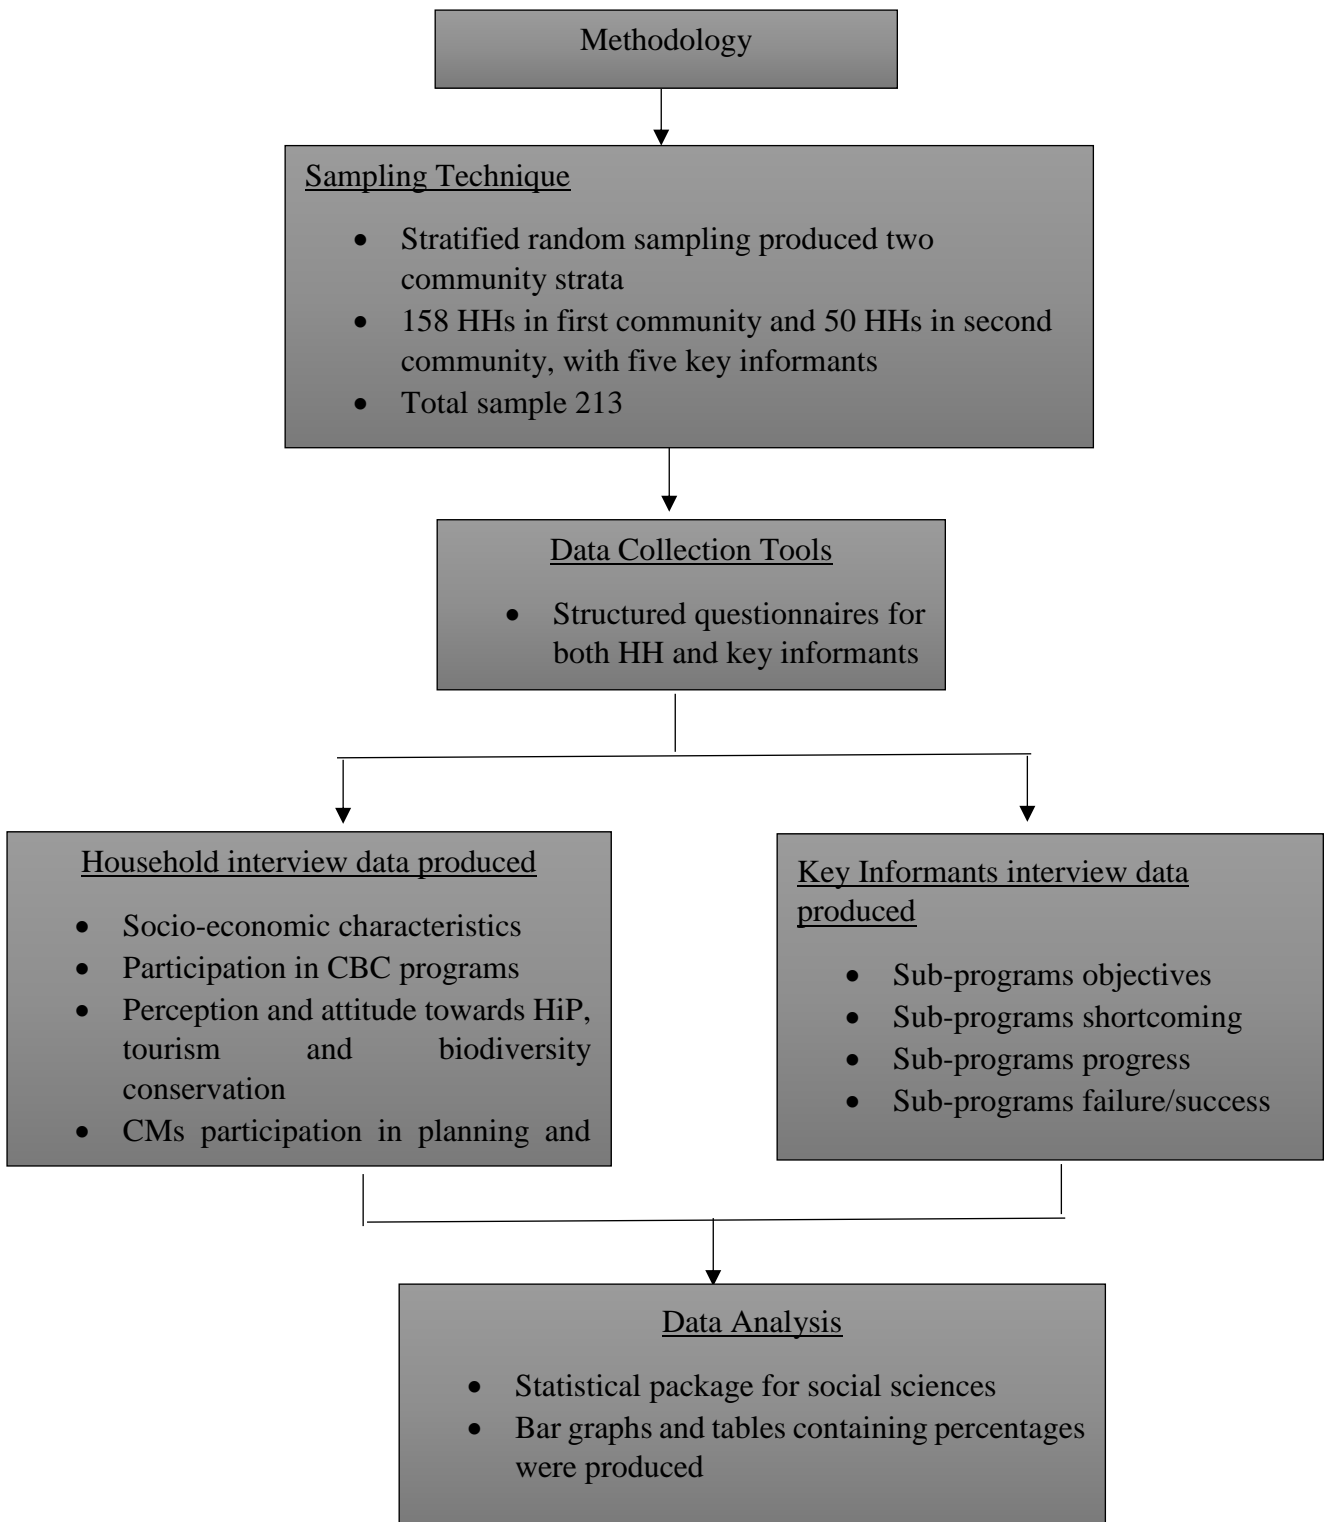 Methodology
Sampling Technique
• Stratified random sampling produced two
community strata
• 158 HHs in first community and 50 HHs in second
community, with five key informants
• Total sample 213
Data Collection Tools
• Structured questionnaires for
both HH and key informants
Household interview data produced
• Socio-economic characteristics
• Participation in CBC programs
• Perception and attitude towards HiP,
tourism and biodiversity
conservation
• CMs participation in planning and
Key Informants interview data
produced
• Sub-programs objectives
• Sub-programs shortcoming
• Sub-programs progress
• Sub-programs failure/success
Data Analysis
• Statistical package for social sciences
• Bar graphs and tables containing percentages
were produced